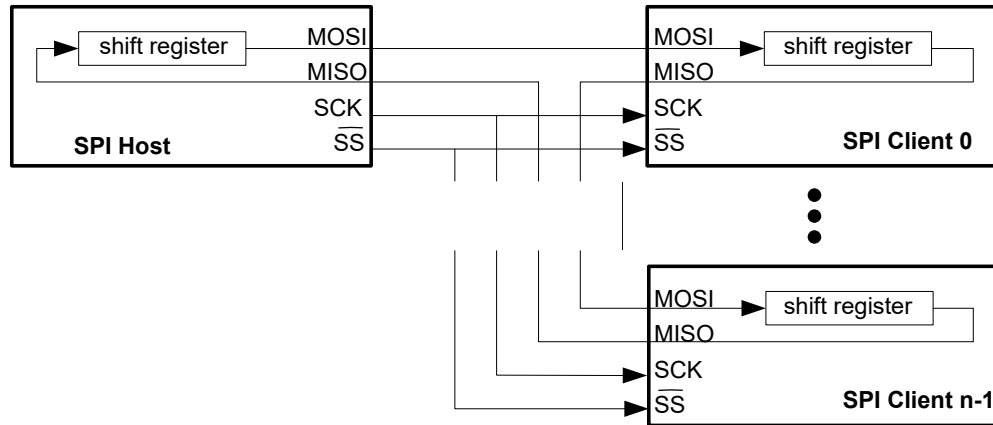 shift register
MOSI
MISO
SCK
SS
SPI Host
MOSI
shift register
MISO
SCK
SS
SPI Client 0
MOSI
shift register
MISO
SCK
SS
SPI Client n-1